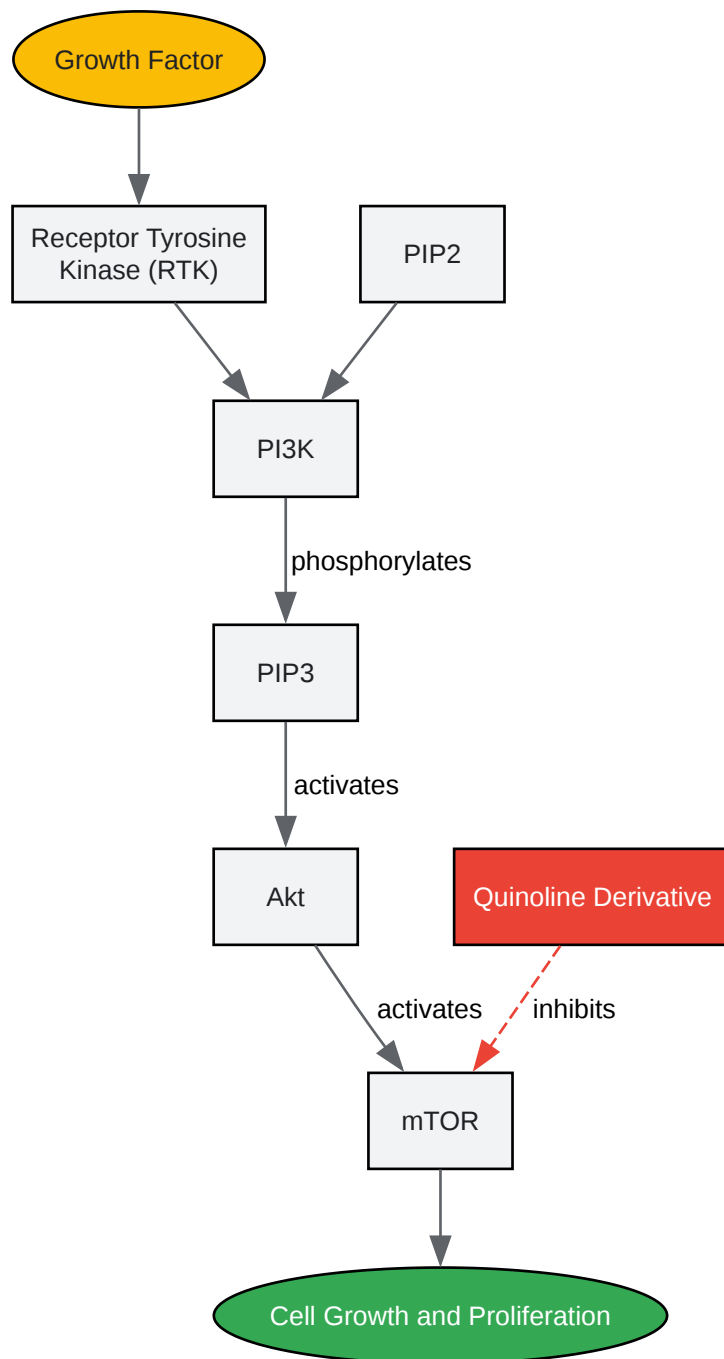 Growth Factor
Receptor Tyrosine
Kinase (RTK)
PIP2
PI3K
phosphorylates
PIP3
activates
Akt
Quinoline Derivative
activates
inhibits
mTOR
Cell Growth and Proliferation